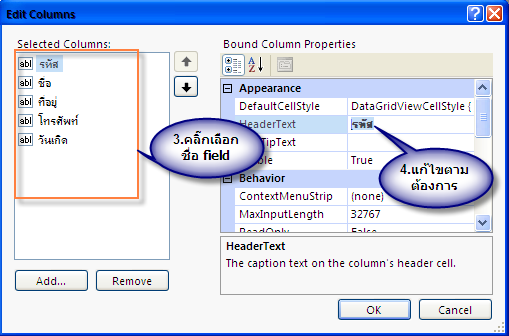 Edit Columns
Selected Columns:
รหัส
ชื่อ
ที่อยู่
โทรศัพท์
วันเกิด
Add...
Remove
Bound Column Properties
Appearance
DefaultCellStyle DataGridViewCellStyle {
HeaderText รหัส
TipText
True
Behavior
ContextMenuStrip (none)
MaxInputLength 32767
ReadOnly False
3.คลิ๊กเลือก
ชื่อ field
4.แก้ไขตาม
ต้องการ
HeaderText
The caption text on the column's header cell.
OK
Cancel